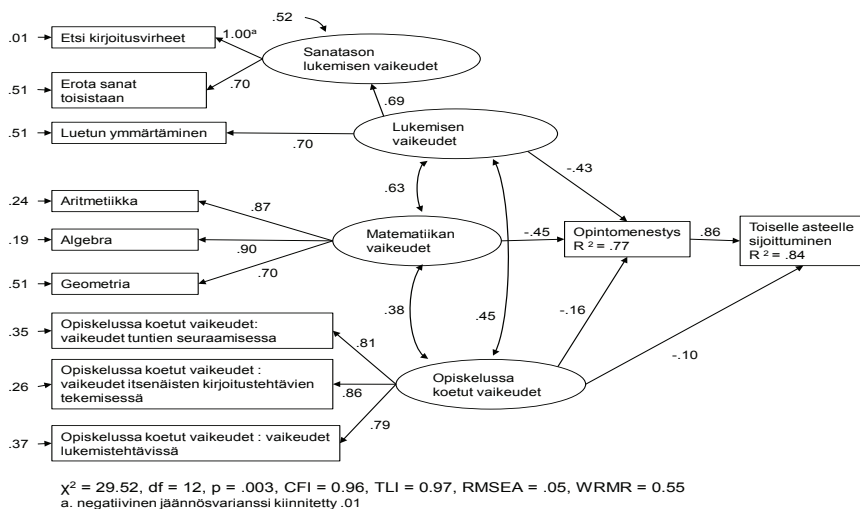 .52
.01
Etsi kirjoitusvirheet
1.00ᵃ
Sanatason
lukemisen vaikeudet
.51
Erota sanat
toisistaan
.70
.69
.51
Luetun ymmärtäminen
.70
Lukemisen
vaikeudet
-.43
.63
.24
Aritmetiikka
.87
.19
Algebra
.90
Matematiikan
vaikeudet
-.45
Opintomenestys
R ² = .77
.86
Toiselle asteelle
sijoittuminen
R ² = .84
.51
Geometria
.70
.38
.45
-.16
-.10
.35
Opiskelussa koetut vaikeudet:
vaikeudet tuntien seuraamisessa
.81
.26
Opiskelussa koetut vaikeudet :
vaikeudet itsenäisten kirjoitustehtävien
tekemisessä
.86
Opiskelussa
koetut vaikeudet
.37
Opiskelussa koetut vaikeudet : vaikeudet
lukemistehtävissä
.79
χ² = 29.52, df = 12, p = .003, CFI = 0.96, TLI = 0.97, RMSEA = .05, WRMR = 0.55
a. negatiivinen jäännösvarianssi kiinnitetty .01